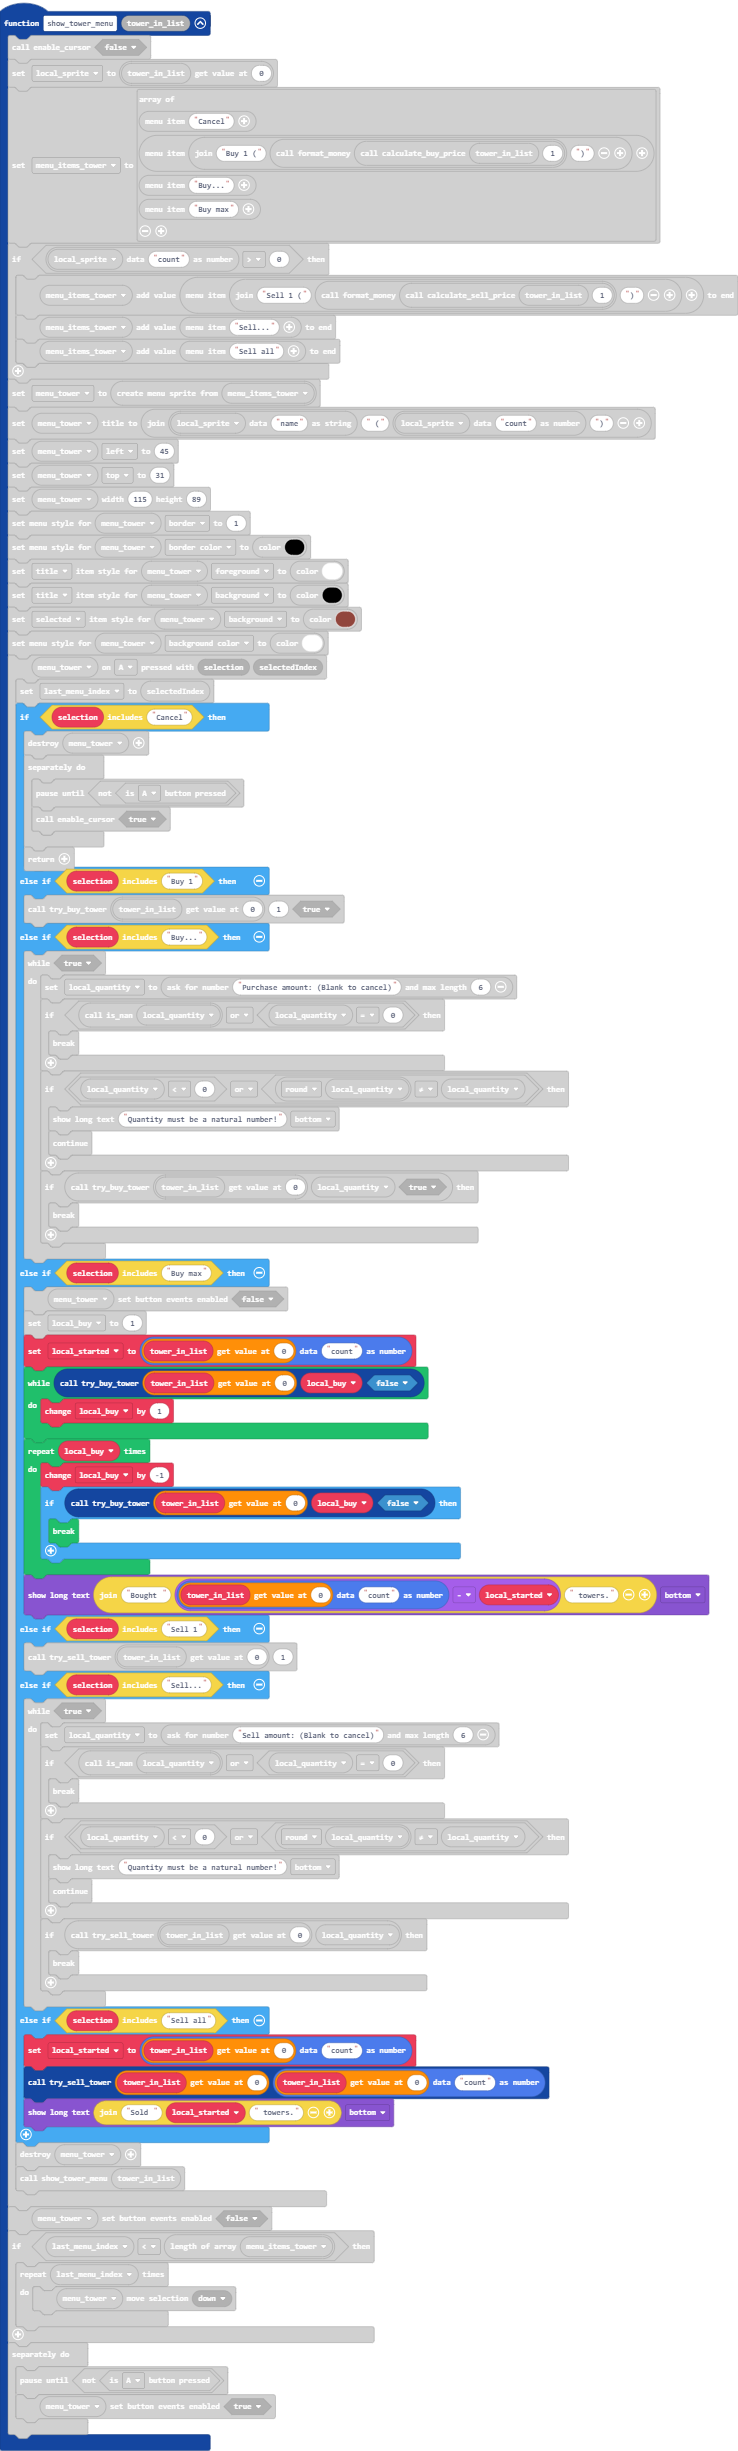 function show_tower_menu tower_in_list
call enable_cursor false
set local_sprite to tower_in_list get value at 0
set menu_items_tower to
array of
menu item "Cancel"
menu item join "Buy 1 (" call format_money call calculate_buy_price tower_in_list 1 ")"
menu item "Buy..."
menu item "Buy max"
if local_sprite data "count" as number > 0 then
menu_items_tower add value menu item join "Sell 1 (" call format_money call calculate_sell_price tower_in_list 1 ")" to end
menu_items_tower add value menu item "Sell..." to end
menu_items_tower add value menu item "Sell all" to end
set menu_tower to create menu sprite from menu_items_tower
set menu_tower title to join local_sprite data "name" as string " (" local_sprite data "count" as number ")"
set menu_tower left to 45
set menu_tower top to 31
set menu_tower width 115 height 89
set menu style for menu_tower border to 1
set menu style for menu_tower border color to color
set title item style for menu_tower foreground to color
set title item style for menu_tower background to color
set selected item style for menu_tower background to color
set menu style for menu_tower background color to color
menu_tower on A pressed with selection selectedIndex
set last_menu_index to selectedIndex
if selection includes "Cancel" then
destroy menu_tower
separately do
pause until not is A button pressed
call enable_cursor true
return
else if selection includes "Buy 1" then
call try_buy_tower tower_in_list get value at 0 1 true
else if selection includes "Buy..." then
while true
do set local_quantity to ask for number "Purchase amount: (Blank to cancel)" and max length 6
if call is_nan local_quantity or local_quantity = 0 then
break
if local_quantity < 0 or round local_quantity ≠ local_quantity then
show long text "Quantity must be a natural number!" bottom
continue
if call try_buy_tower tower_in_list get value at 0 local_quantity true then
break
else if selection includes "Buy max" then
menu_tower set button events enabled false
set local_buy to 1
set local_started to tower_in_list get value at 0 data "count" as number
while call try_buy_tower tower_in_list get value at 0 local_buy false
do change local_buy by 1
repeat local_buy times
do change local_buy by -1
if call try_buy_tower tower_in_list get value at 0 local_buy false then
break
show long text join "Bought " tower_in_list get value at 0 data "count" as number - local_started " towers." bottom
else if selection includes "Sell 1" then
call try_sell_tower tower_in_list get value at 0 1
else if selection includes "Sell..." then
while true
do set local_quantity to ask for number "Sell amount: (Blank to cancel)" and max length 6
if call is_nan local_quantity or local_quantity = 0 then
break
if local_quantity < 0 or round local_quantity ≠ local_quantity then
show long text "Quantity must be a natural number!" bottom
continue
if call try_sell_tower tower_in_list get value at 0 local_quantity then
break
else if selection includes "Sell all" then
set local_started to tower_in_list get value at 0 data "count" as number
call try_sell_tower tower_in_list get value at 0 tower_in_list get value at 0 data "count" as number
show long text join "Sold " local_started " towers." bottom
destroy menu_tower
call show_tower_menu tower_in_list
menu_tower set button events enabled false
if last_menu_index < length of array menu_items_tower then
repeat last_menu_index times
do menu_tower move selection down
separately do
pause until not is A button pressed
menu_tower set button events enabled true